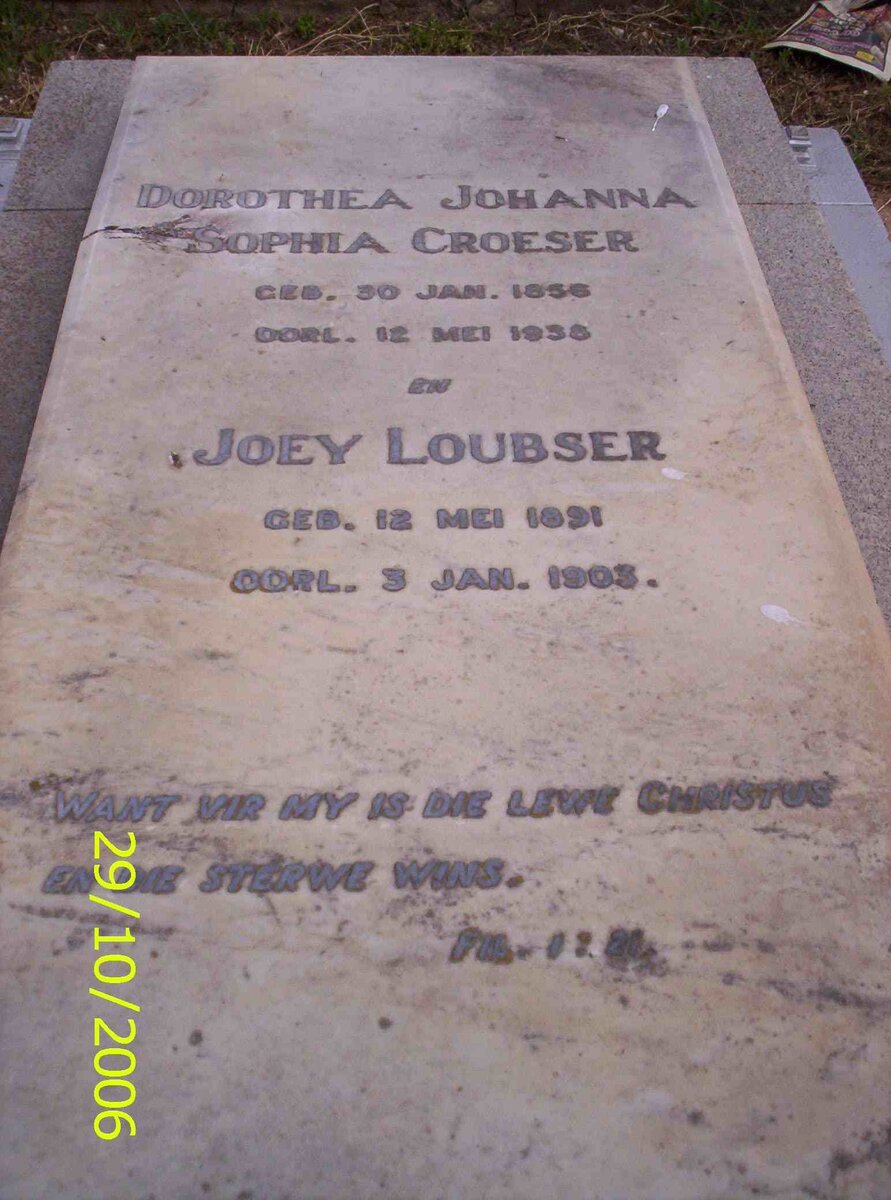 DOROTHEA JOHANNA
SOPHIA CROESER
GEB. 30 JAN. 1856
OORL. 12 MEI 1938
EN
JOEY LOUBSER
GEB. 12 MEI 1891
OORL. 3 JAN. 1903.
WANT VIR MY IS DIE LEWE CHRISTUS
EN DIE STERWE WINS.
FIL. 1 : 21.
29/10/2006